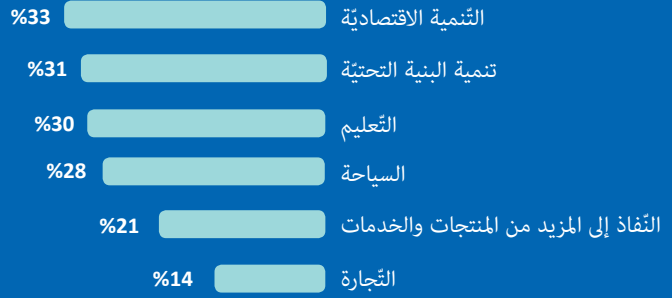 التّنمية الاقتصاديّة %33
تنمية البنية التحتيّة %31
التّعليم %30
السياحة %28
النّفاذ إلى المزيد من المنتجات والخدمات %21
التّجارة %14